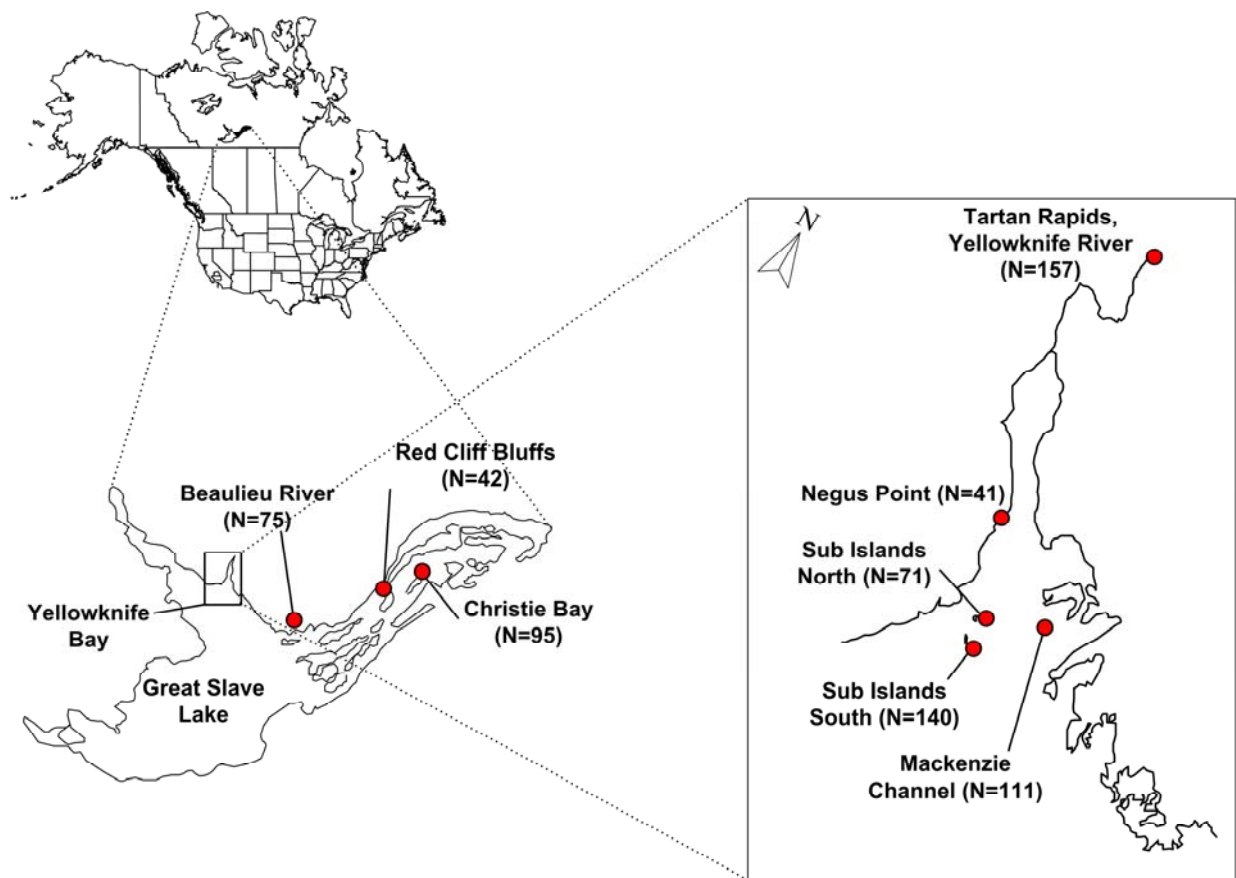 N
Tartan Rapids,
Yellowknife River
(N=157)
Negus Point (N=41)
Sub Islands
North (N=71)
Sub Islands
South (N=140)
Mackenzie
Channel (N=111)
Red Cliff Bluffs
(N=42)
Beaulieu River
(N=75)
Christie Bay
(N=95)
Yellowknife
Bay
Great Slave
Lake